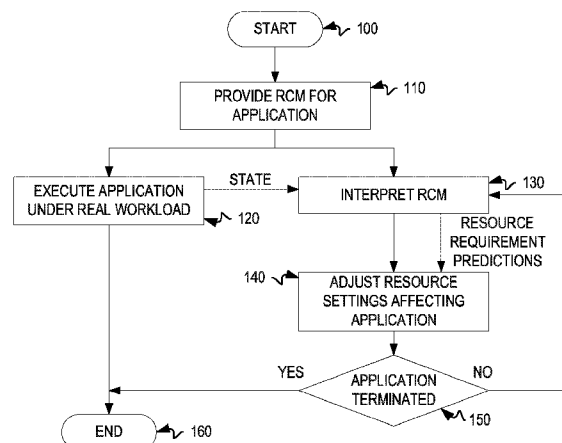 START
100
PROVIDE RCM FOR
APPLICATION
110
EXECUTE APPLICATION
UNDER REAL WORKLOAD
120
STATE
INTERPRET RCM
130
RESOURCE
REQUIREMENT
PREDICTIONS
140
ADJUST RESOURCE
SETTINGS AFFECTING
APPLICATION
YES
APPLICATION
TERMINATED
NO
150
END
160